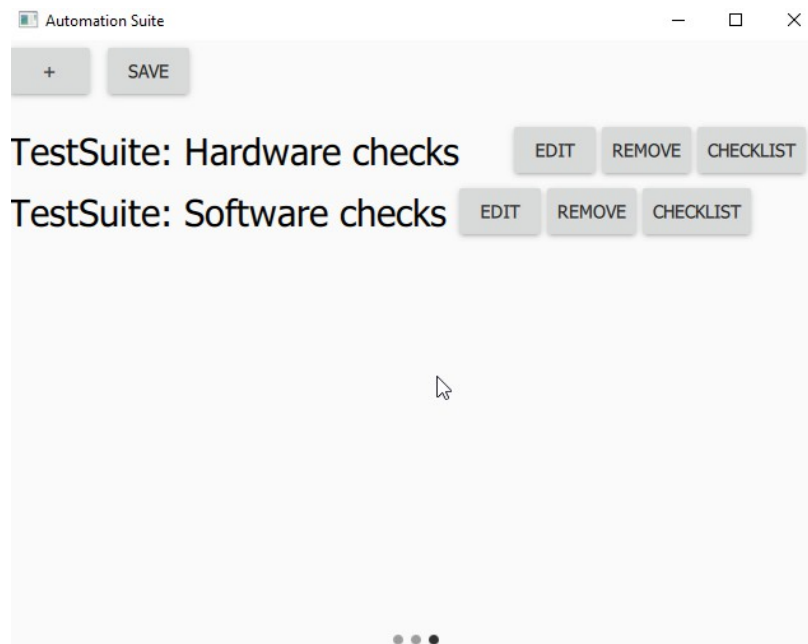 Automation Suite
+ SAVE
TestSuite: Hardware checks EDIT REMOVE CHECKLIST
TestSuite: Software checks EDIT REMOVE CHECKLIST